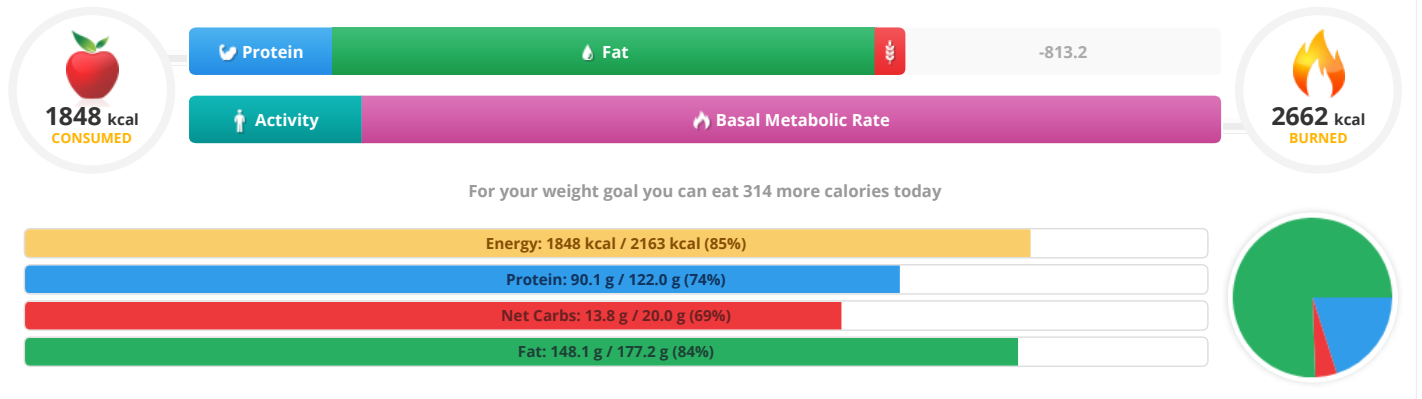 Protein
Fat
-813.2
1848 kcal
CONSUMED
Activity
Basal Metabolic Rate
2662 kcal
BURNED
For your weight goal you can eat 314 more calories today
Energy: 1848 kcal / 2163 kcal (85%)
Protein: 90.1 g / 122.0 g (74%)
Net Carbs: 13.8 g / 20.0 g (69%)
Fat: 148.1 g / 177.2 g (84%)